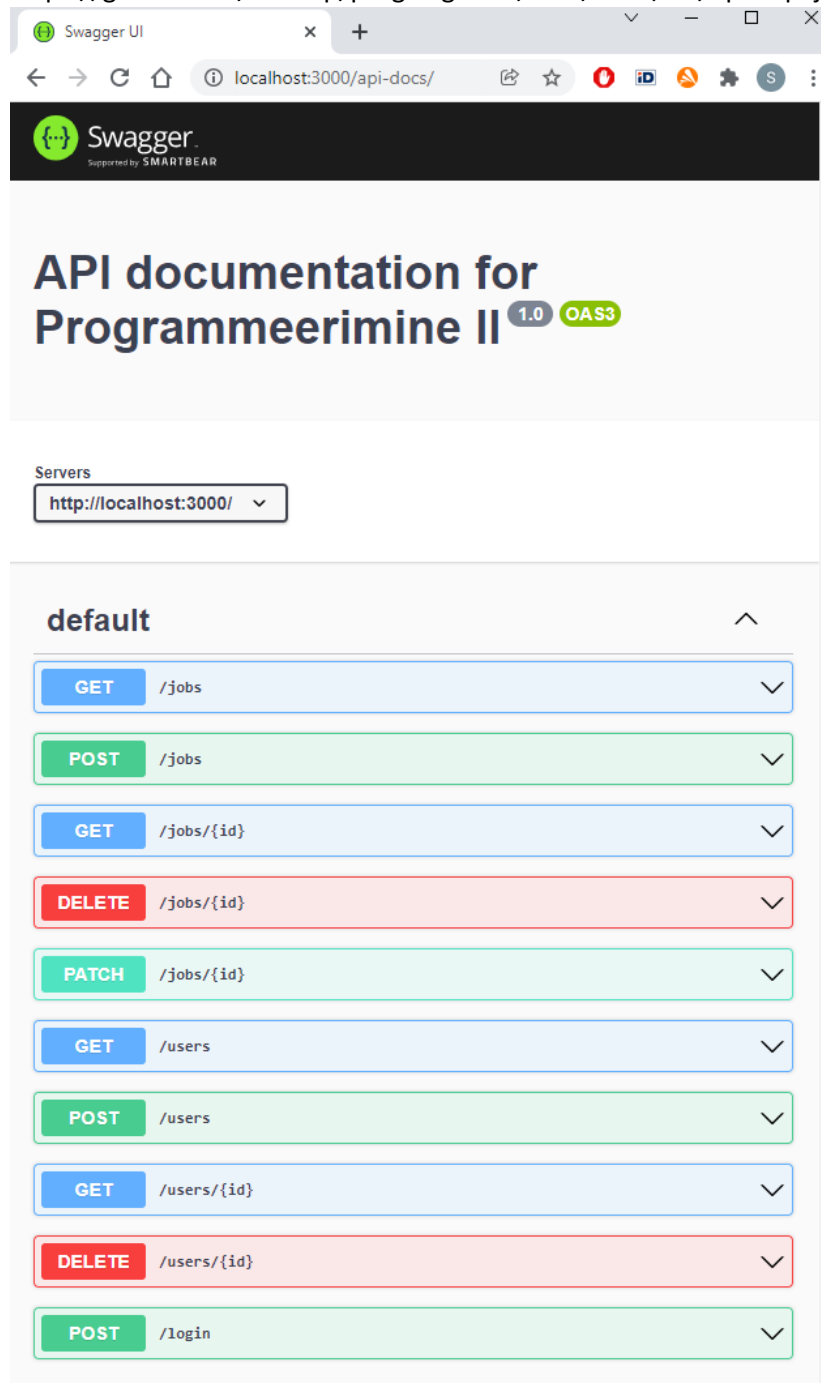 Swagger UI
localhost:3000/api-docs/
S
Swagger.
Supported by SMARTBEAR
API documentation for
Programmeerimine II 1.0 OAS3
Servers
http://localhost:3000/
default
GET /jobs
POST /jobs
GET /jobs/{id}
DELETE /jobs/{id}
PATCH /jobs/{id}
GET /users
POST /users
GET /users/{id}
DELETE /users/{id}
POST /login